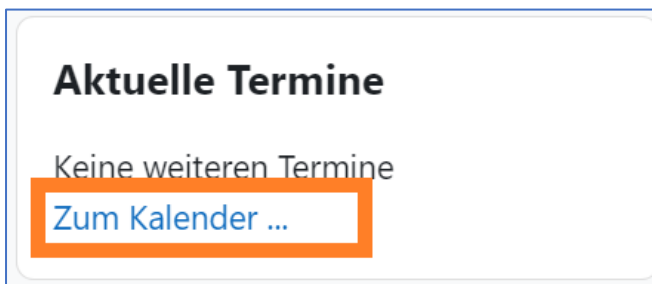 Aktuelle Termine
Keine weiteren Termine
Zum Kalender ...